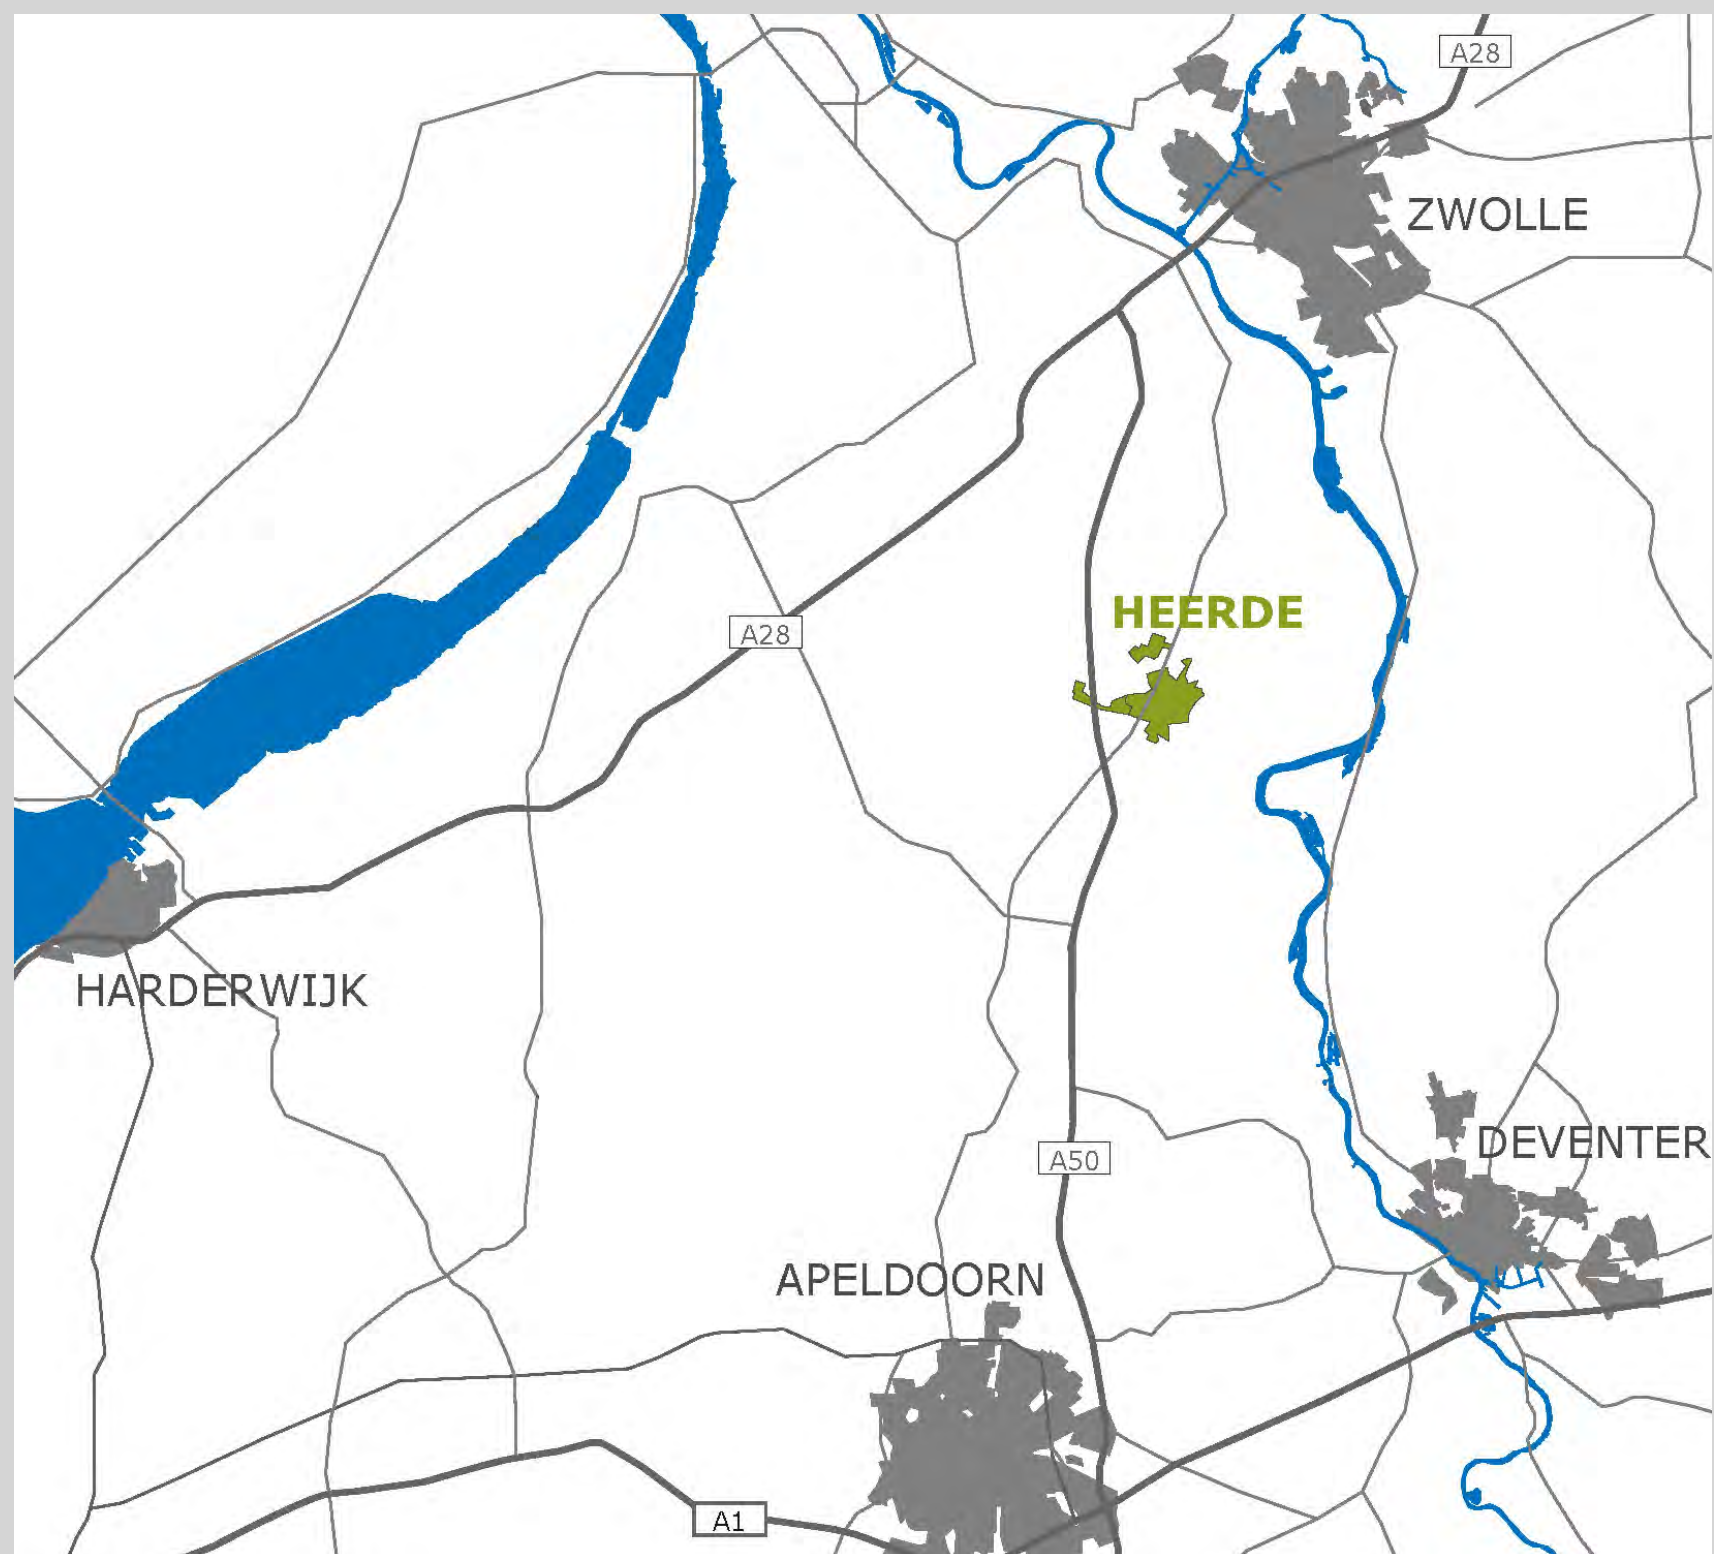 A28
ZWOLLE
HEERDE
A28
HARDERWIJK
DEVENTER
A50
APELDOORN
A1